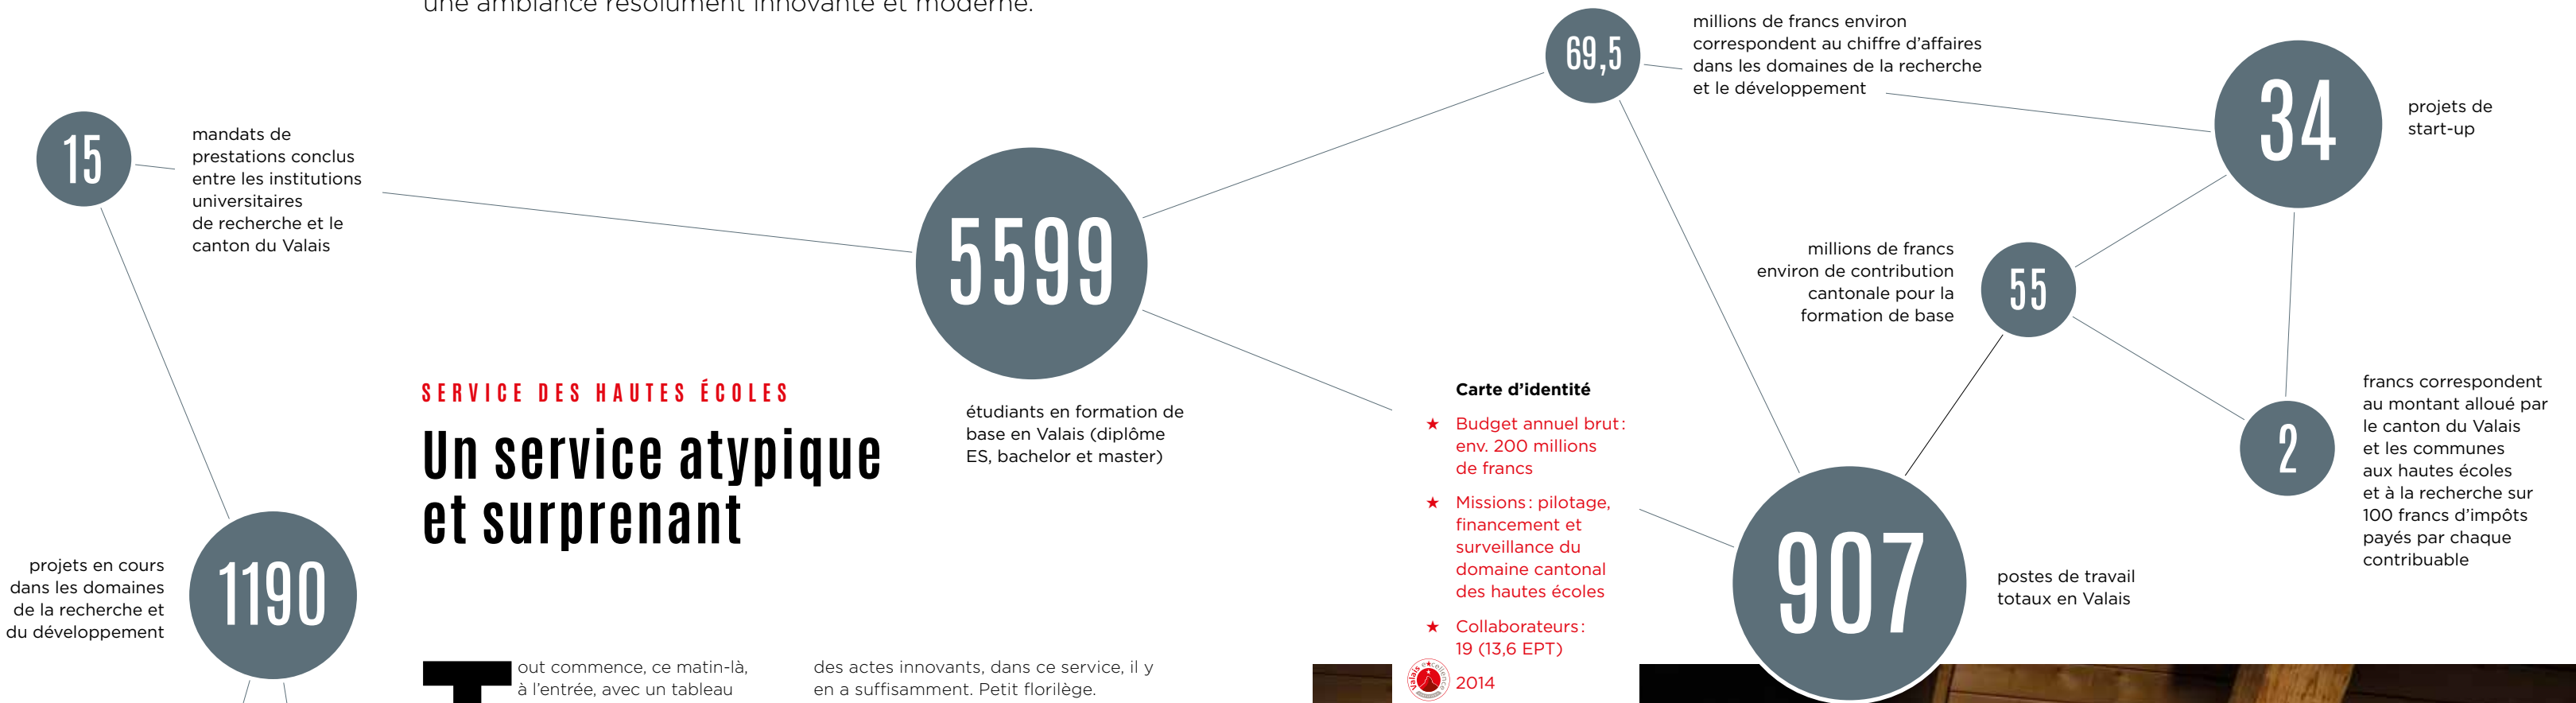 une ambiance résolument innovante et moderne.
15
mandats de
prestations conclus
entre les institutions
universitaires
de recherche et le
canton du Valais
5599
étudiants en formation de
base en Valais (diplôme
ES, bachelor et master)
69,5
millions de francs environ
correspondent au chiffre d'affaires
dans les domaines de la recherche
et le développement
34
projets de
start-up
millions de francs
environ de contribution
cantonale pour la
formation de base
55
2
francs correspondent
au montant alloué par
le canton du Valais
et les communes
aux hautes écoles
et à la recherche sur
100 francs d'impôts
payés par chaque
contribuable
907
postes de travail
totaux en Valais
projets en cours
dans les domaines
de la recherche et
du développement
1190
SERVICE DES HAUTES ÉCOLES
Un service atypique
et surprenant
Tout commence, ce matin-là,
à l'entrée, avec un tableau
des actes innovants, dans ce service, il y
en a suffisamment. Petit florilège.
Carte d'identité
★ Budget annuel brut :
env. 200 millions
de francs
★ Missions : pilotage,
financement et
surveillance du
domaine cantonal
des hautes écoles
★ Collaborateurs :
19 (13,6 EPT)
valais excellence
2014